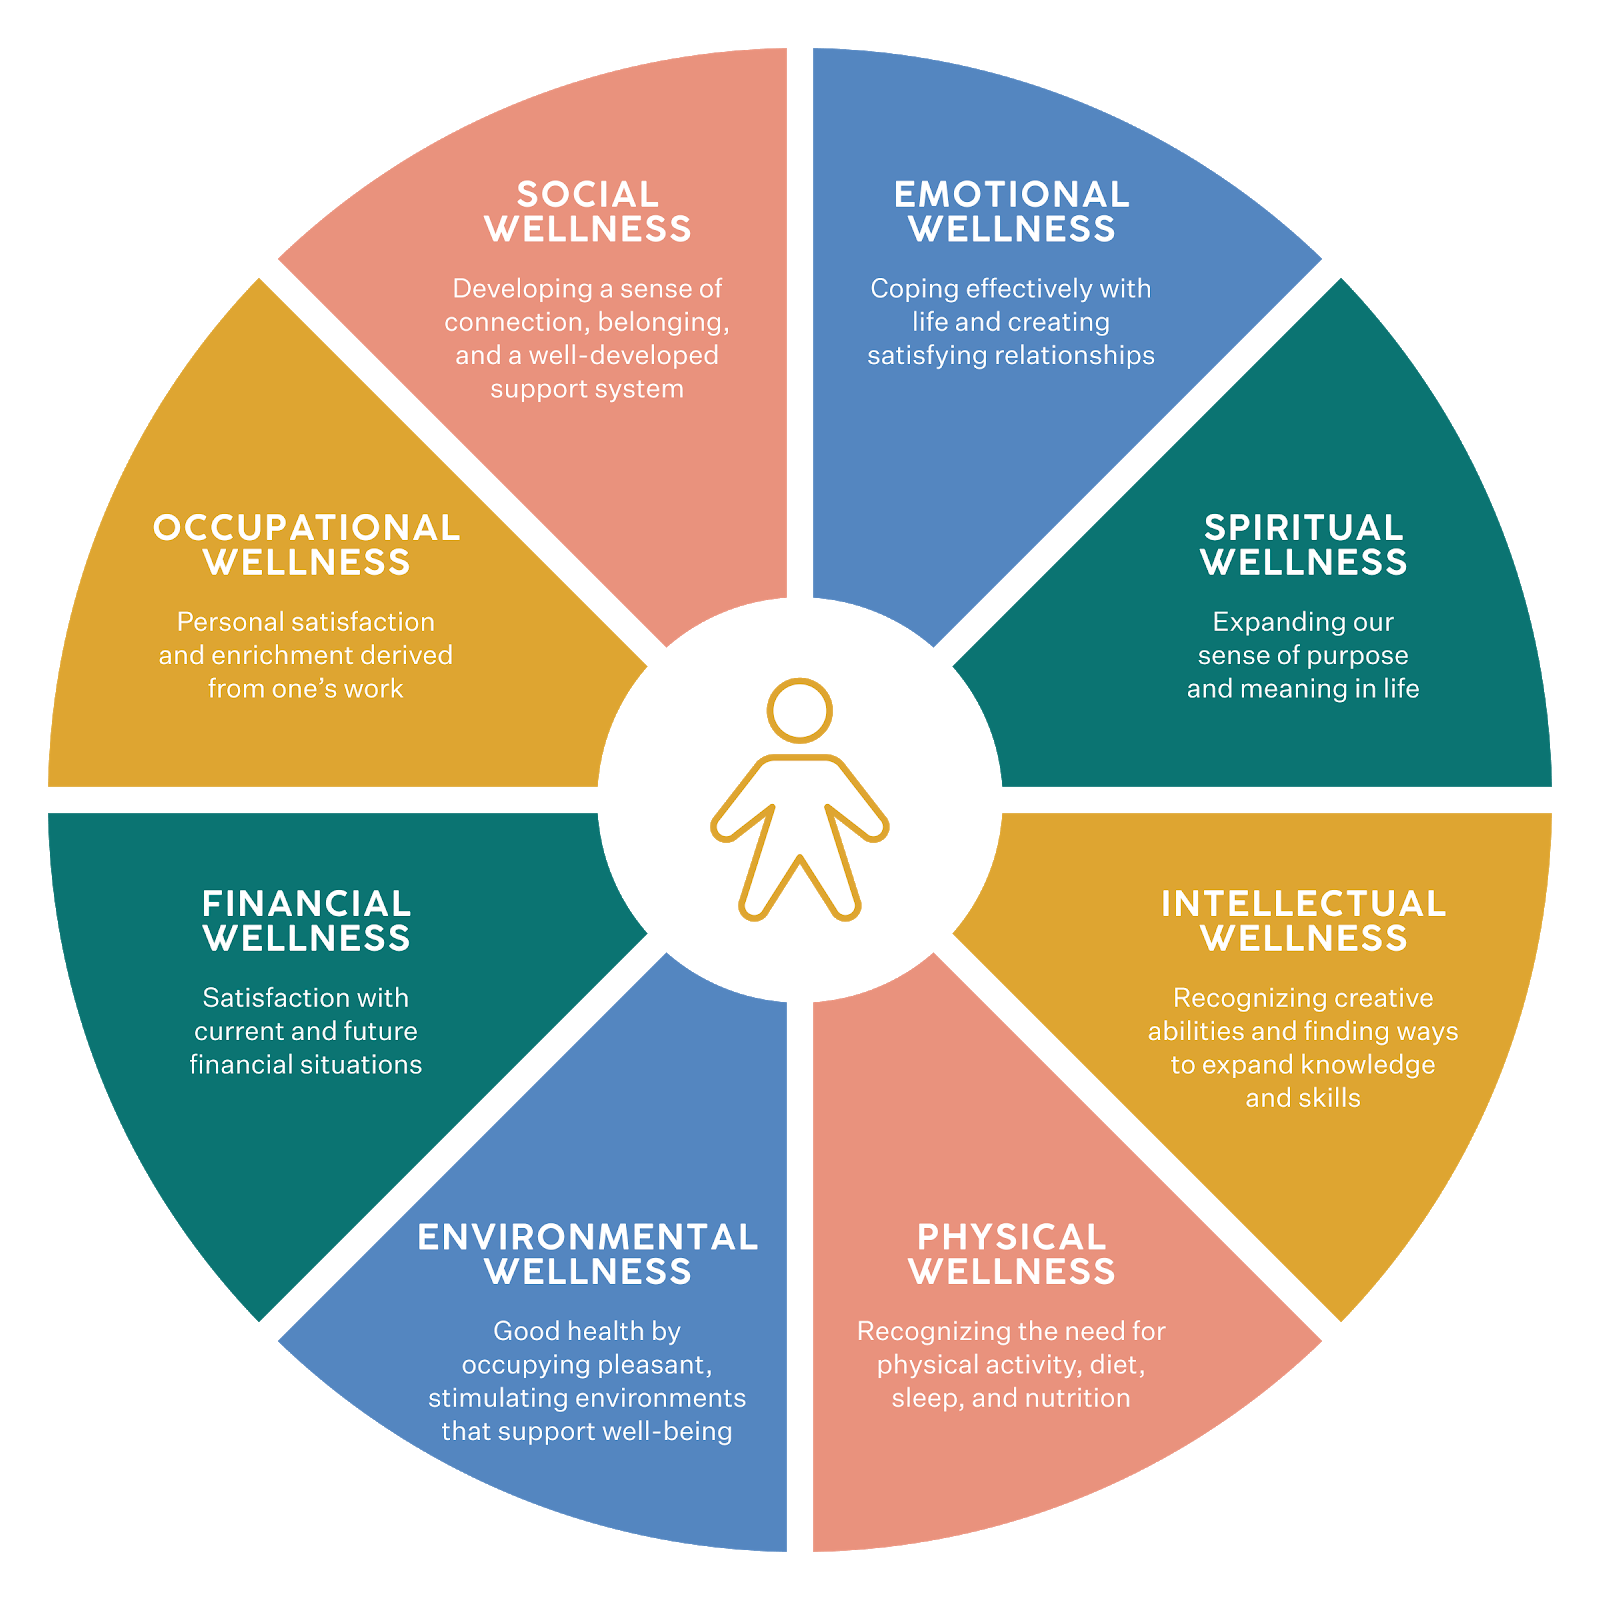 SOCIAL
WELLNESS
Developing a sense of
connection, belonging,
and a well-developed
support system
EMOTIONAL
WELLNESS
Coping effectively with
life and creating
satisfying relationships
SPIRITUAL
WELLNESS
Expanding our
sense of purpose
and meaning in life
INTELLECTUAL
WELLNESS
Recognizing creative
abilities and finding ways
to expand knowledge
and skills
PHYSICAL
WELLNESS
Recognizing the need for
physical activity, diet,
sleep, and nutrition
ENVIRONMENTAL
WELLNESS
Good health by
occupying pleasant,
stimulating environments
that support well-being
FINANCIAL
WELLNESS
Satisfaction with
current and future
financial situations
OCCUPATIONAL
WELLNESS
Personal satisfaction
and enrichment derived
from one’s work